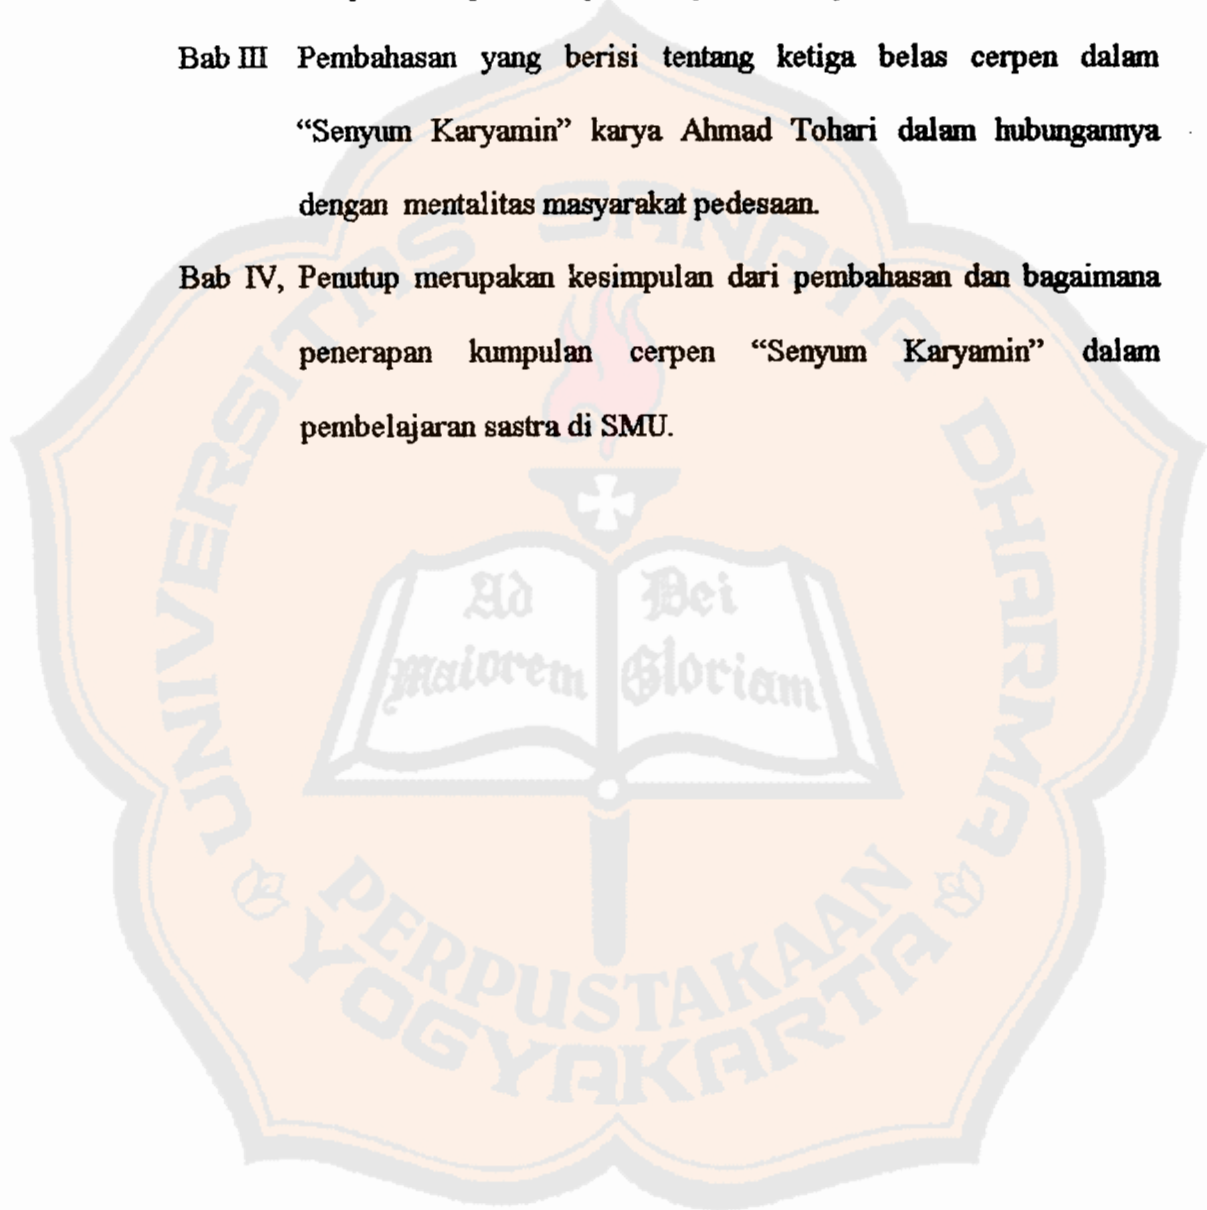 Bab III Pembahasan yang berisi tentang ketiga belas cerpen dalam
“Senyum Karyamin” karya Ahmad Tohari dalam hubungannya
dengan mentalitas masyarakat pedesaan.
Bab IV, Penutup merupakan kesimpulan dari pembahasan dan bagaimana
penerapan kumpulan cerpen “Senyum Karyamin” dalam
pembelajaran sastra di SMU.
UNIVERSITAS SANATA DHARMA
Ad
maiorem
Dei
Gloriam
PERPUSTAKAAN
YOGYAKARTA